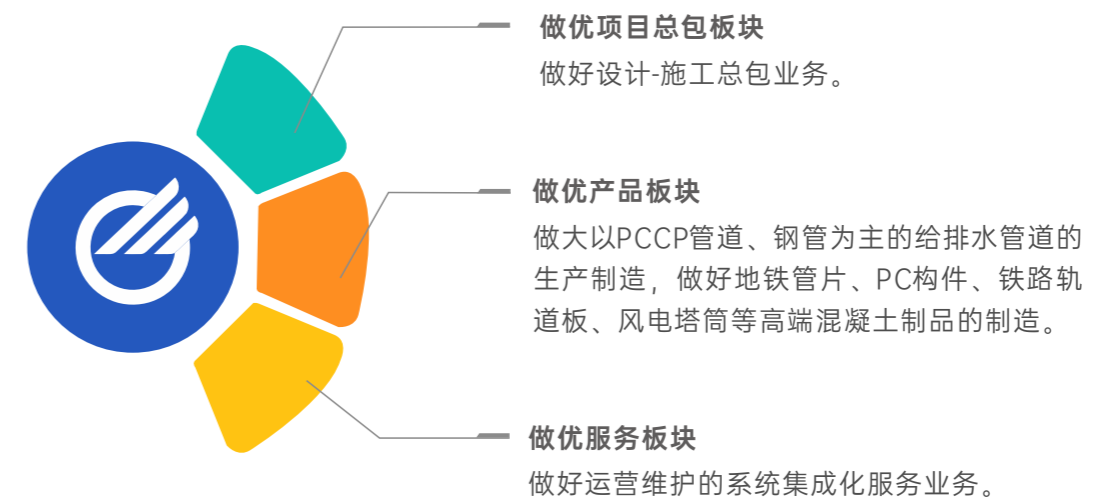 做优项目总包板块
做好设计-施工总包业务。
做优产品板块
做大以PCCP管道、钢管为主的给排水管道的
生产制造，做好地铁管片、PC构件、铁路轨
道板、风电塔筒等高端混凝土制品的制造。
做优服务板块
做好运营维护的系统集成化服务业务。